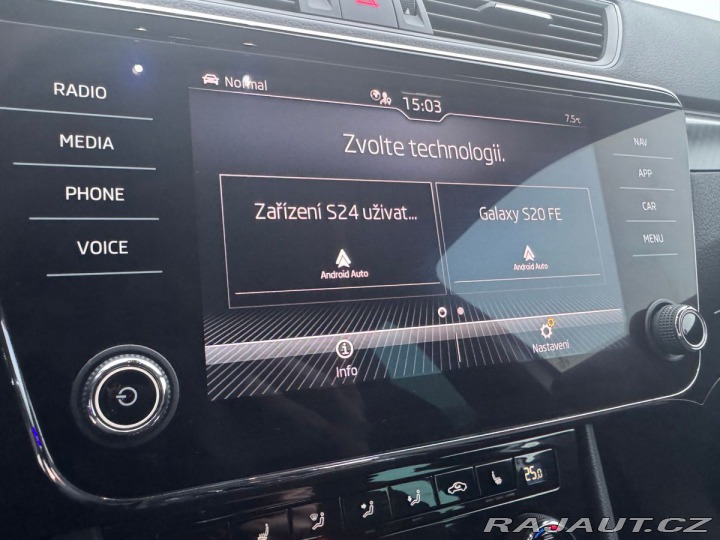 Normal
15:03
7.5°C
RADIO
MEDIA
PHONE
VOICE
Zvolte technologii.
Zařízení S24 uživat...
Android Auto
Galaxy S20 FE
Android Auto
Info
Nastavení
NAV
APP
CAR
MENU
25.0
RAJAUT.CZ